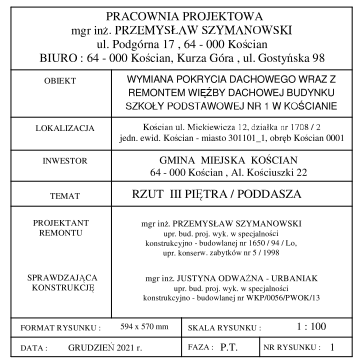 PRACOWNIA PROJEKTOWA
mgr inż. PRZEMYSŁAW SZYMANOWSKI
ul. Podgórna 17 , 64 - 000 Kościan
BIURO : 64 - 000 Kościan, Kurza Góra , ul. Gostyńska 98
OBIEKT
WYMIANA POKRYCIA DACHOWEGO WRAZ Z
REMONTEM WIĘŹBY DACHOWEJ BUDYNKU
SZKOŁY PODSTAWOWEJ NR 1 W KOŚCIANIE
LOKALIZACJA
Kościan ul. Mickiewicza 12, działka nr 1708 / 2
jedn. ewid. Kościan - miasto 301101_1, obręb Kościan 0001
INWESTOR
GMINA MIEJSKA KOŚCIAN
64 - 000 Kościan , Al. Kościuszki 22
TEMAT
RZUT III PIĘTRA / PODDASZA
PROJEKTANT
REMONTU
mgr inż. PRZEMYSŁAW SZYMANOWSKI
upr. bud. proj. wyk. w specjalności
konstrukcyjno - budowlanej nr 1650 / 94 / Lo,
upr. konserw. zabytków nr 5 / 1998
SPRAWDZAJĄCA
KONSTRUKCJĘ
mgr inż. JUSTYNA ODWAŻNA - URBANIAK
upr. bud. proj. wyk. w specjalności
konstrukcyjno - budowlanej nr WKP/0056/PWOK/13
FORMAT RYSUNKU : 594 x 570 mm SKALA RYSUNKU : 1 : 100
DATA : GRUDZIEŃ 2021 r. FAZA : P.T. NR RYSUNKU : 1